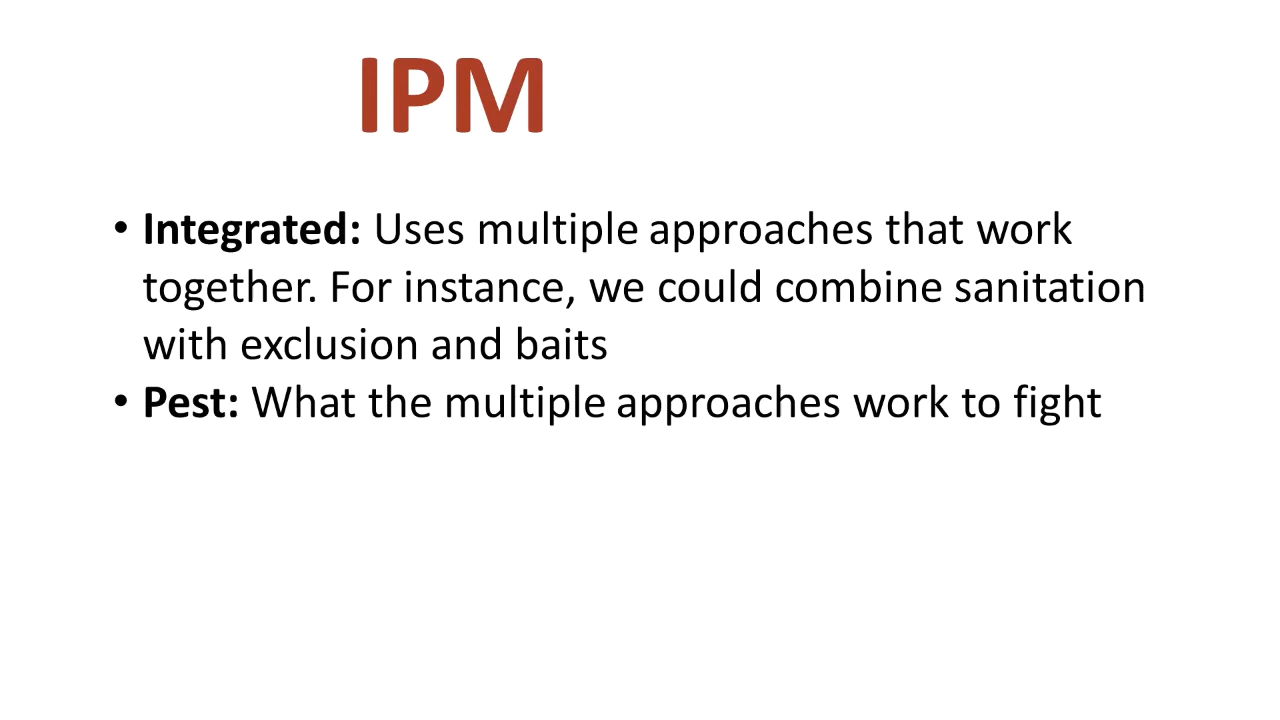 IPM
• Integrated: Uses multiple approaches that work
together. For instance, we could combine sanitation
with exclusion and baits
• Pest: What the multiple approaches work to fight